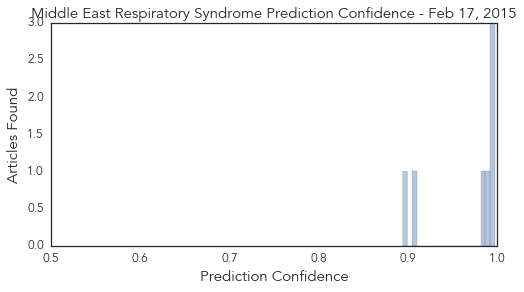 Middle East Respiratory Syndrome Prediction Confidence - Feb 17, 2015
3.0
2.5
2.0
1.5
1.0
0.5
0.0
Articles Found
0.5 0.6 0.7 0.8 0.9 1.0
Prediction Confidence